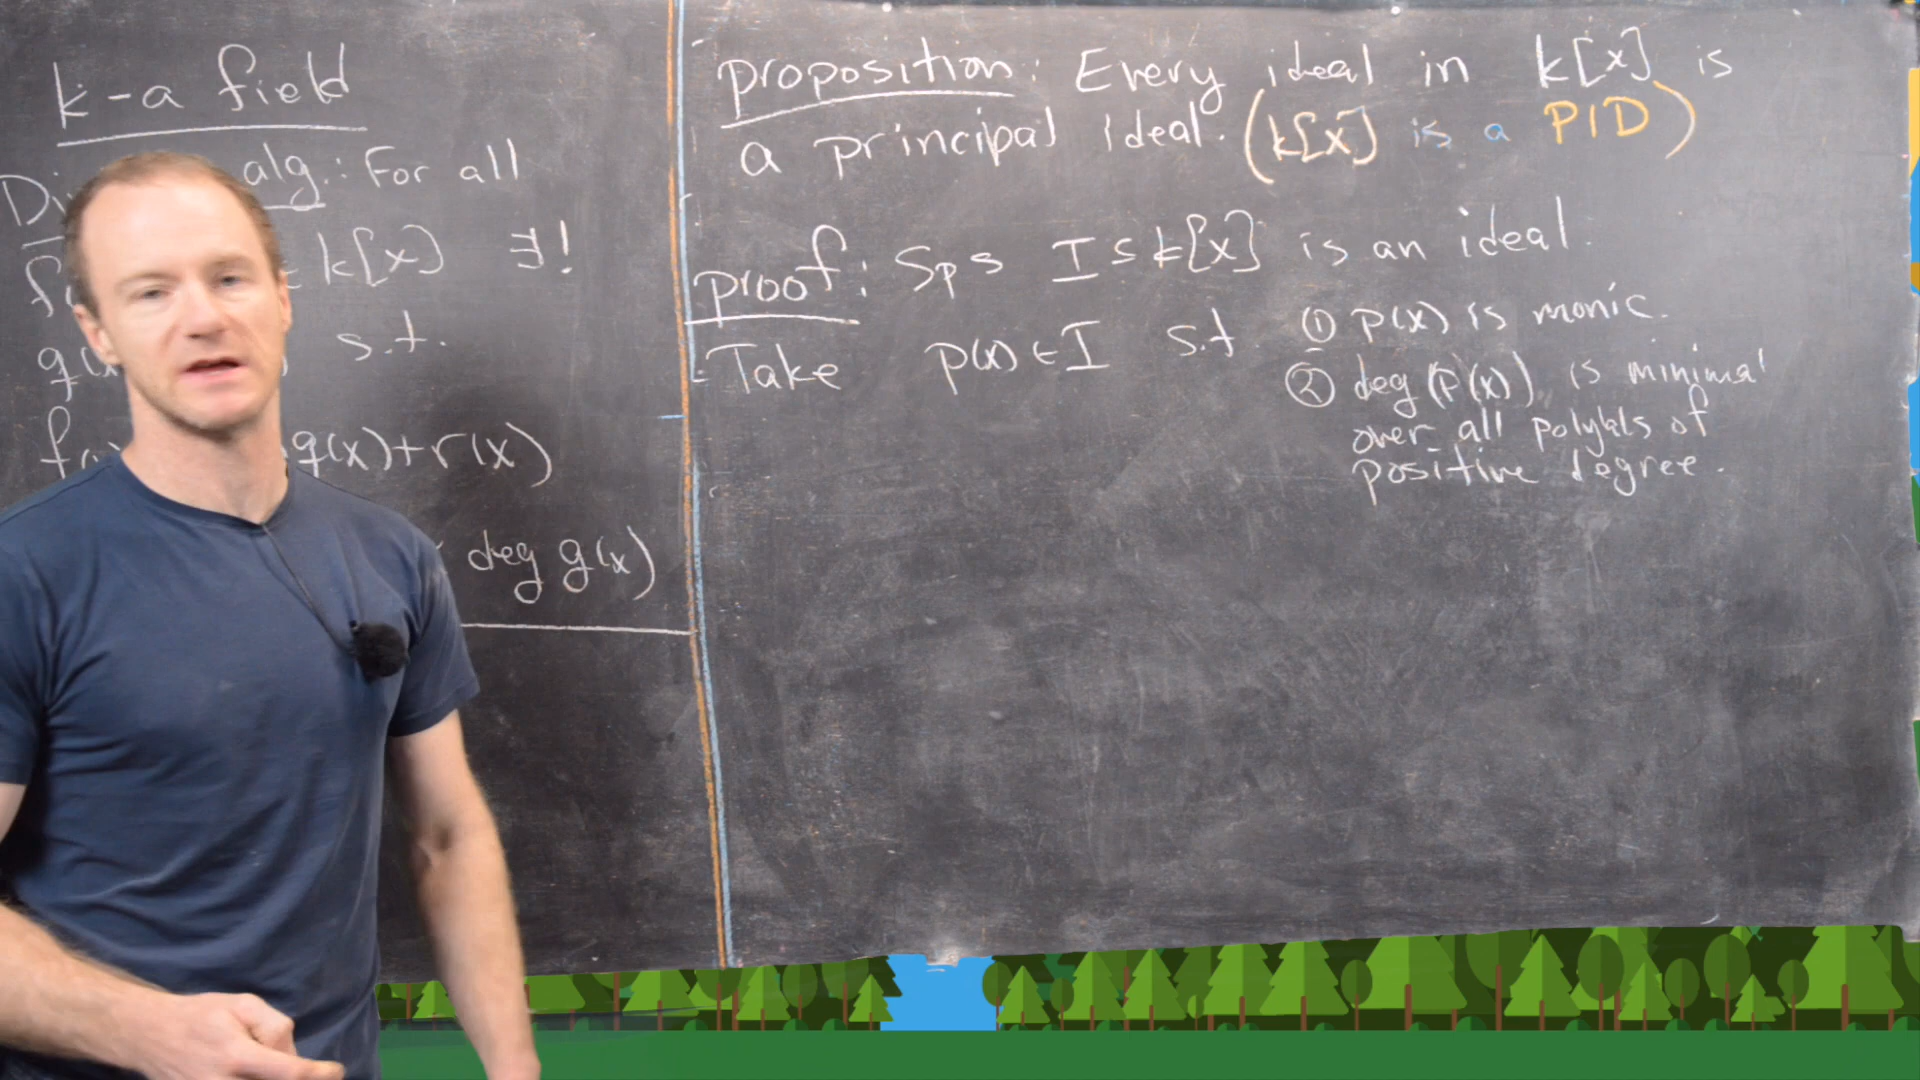 k - a field
alg.: For all
k[x] ∃!
s.t.
q(x)+r(x)
deg g(x)
proposition: Every ideal in k[x] is
a principal ideal. (k[x] is a PID)
proof: Sps I ≤ k[x] is an ideal.
Take p(x) ∈ I s.t ① p(x) is monic.
② deg(p(x)) is minimal
over all polyls of
positive degree.